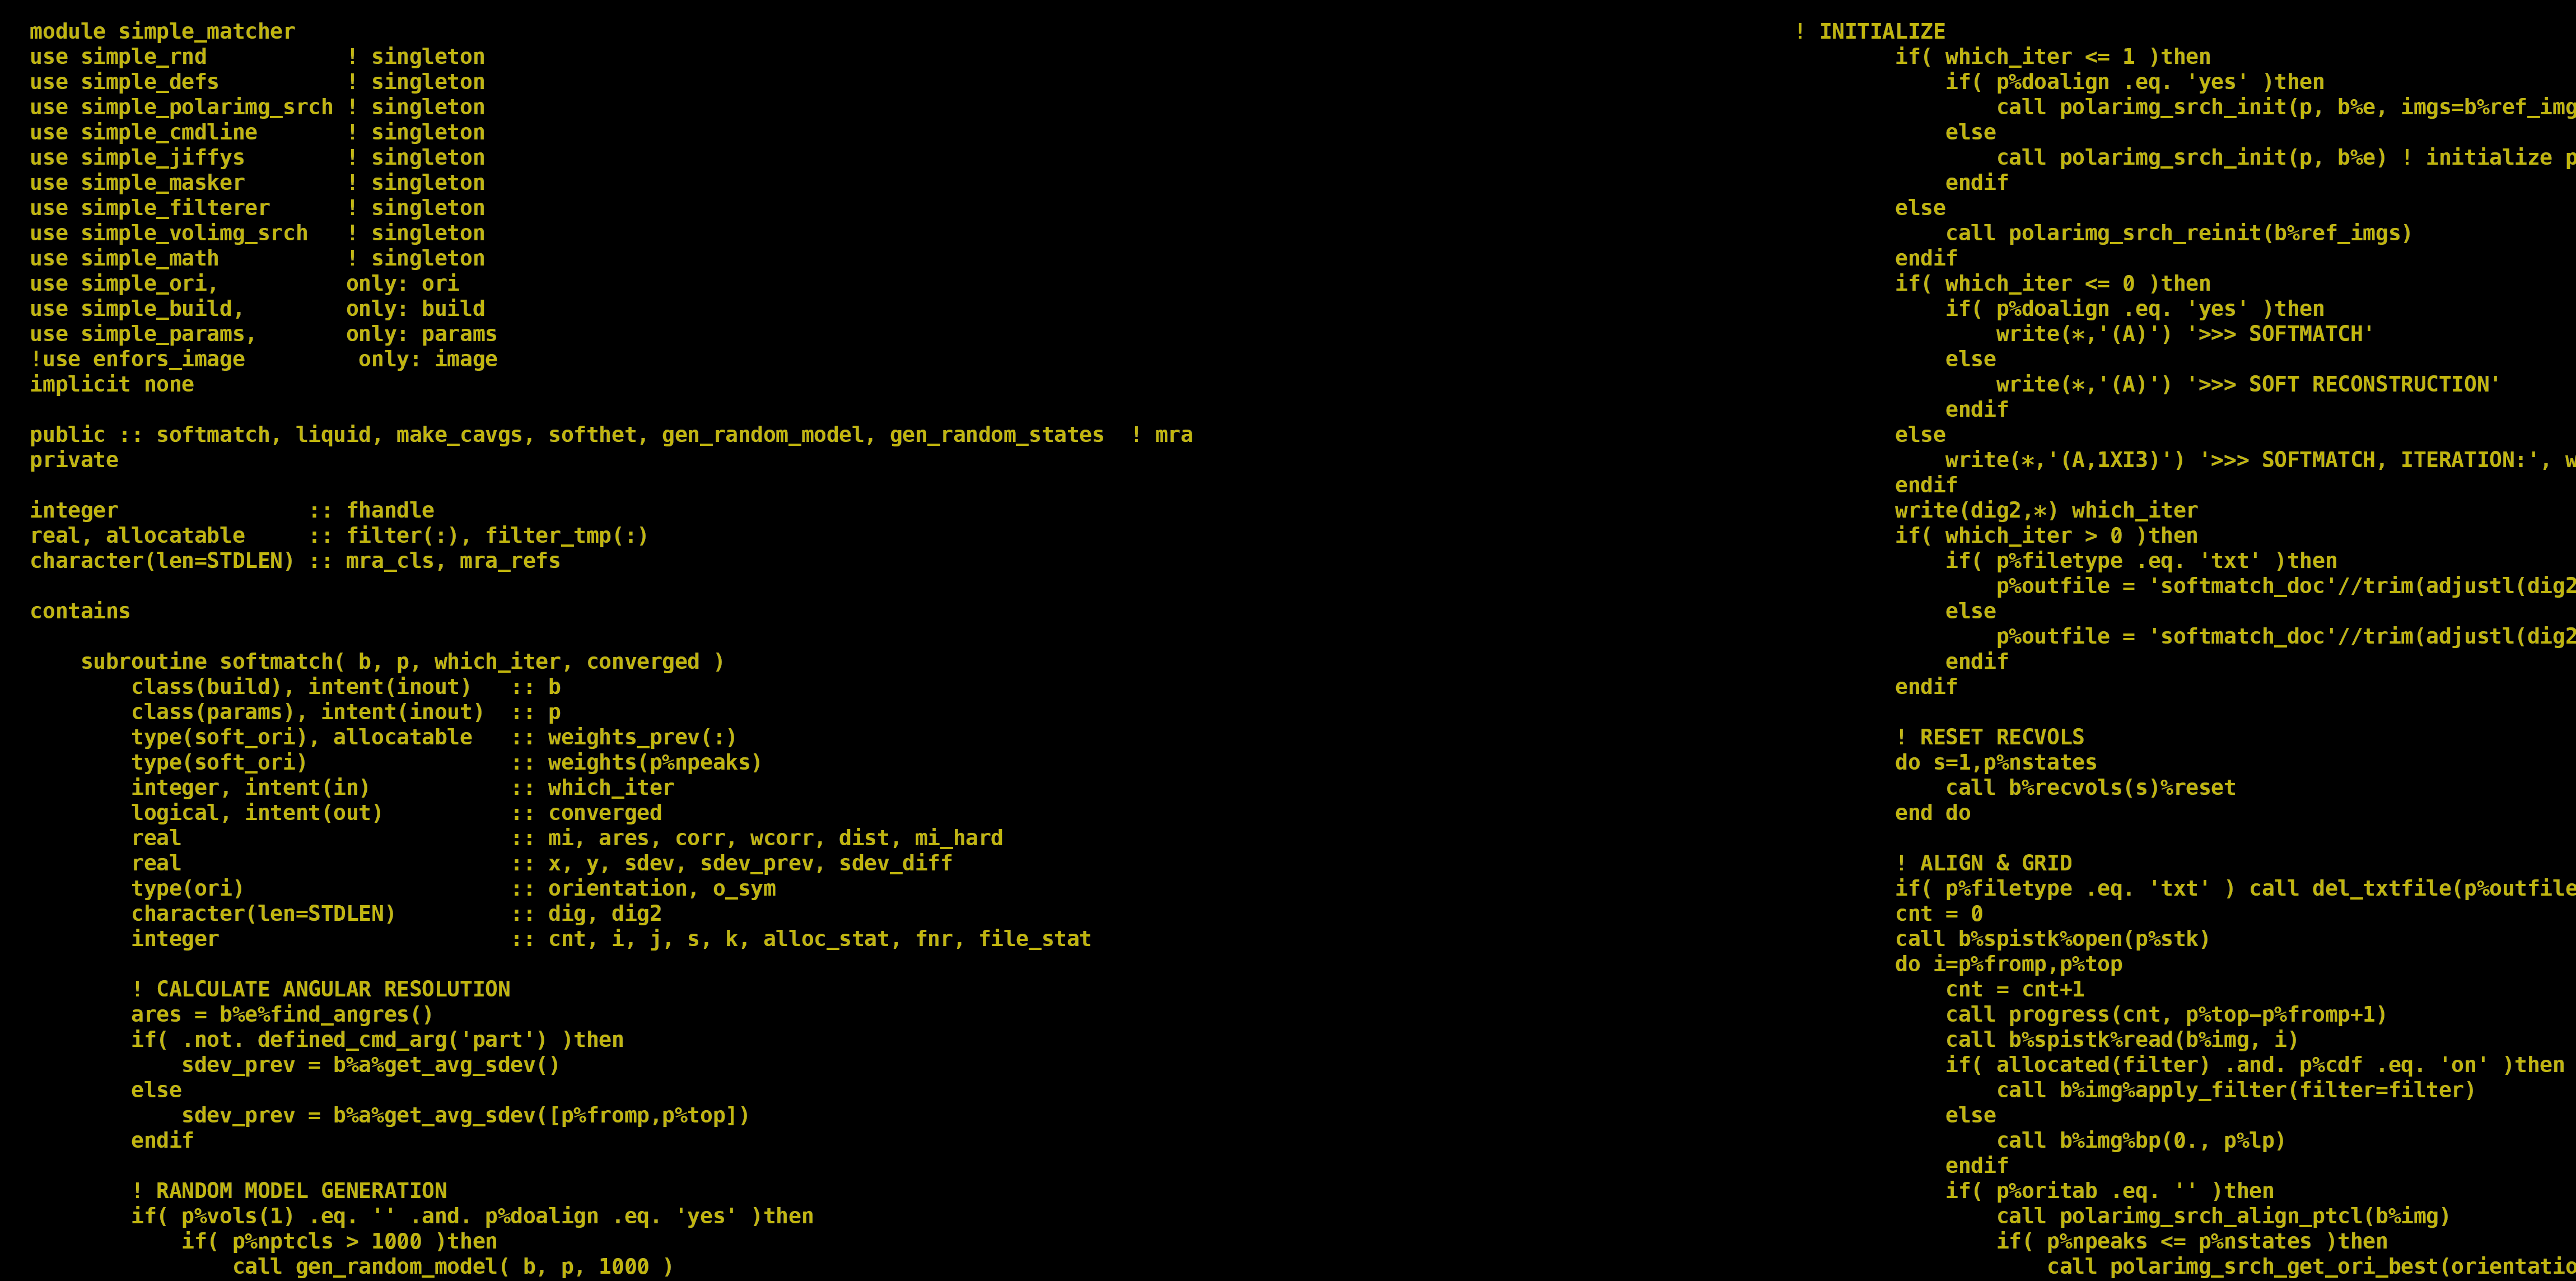 module simple_matcher
use simple_rnd           ! singleton
use simple_defs          ! singleton
use simple_polarimg_srch ! singleton
use simple_cmdline       ! singleton
use simple_jiffys        ! singleton
use simple_masker        ! singleton
use simple_filterer      ! singleton
use simple_volimg_srch   ! singleton
use simple_math          ! singleton
use simple_ori,          only: ori
use simple_build,        only: build
use simple_params,       only: params
!use enfors_image         only: image
implicit none

public :: softmatch, liquid, make_cavgs, softhet, gen_random_model, gen_random_states  ! mra
private

integer               :: fhandle
real, allocatable     :: filter(:), filter_tmp(:)
character(len=STDLEN) :: mra_cls, mra_refs

contains

    subroutine softmatch( b, p, which_iter, converged )
        class(build), intent(inout)   :: b
        class(params), intent(inout)  :: p
        type(soft_ori), allocatable   :: weights_prev(:)
        type(soft_ori)                :: weights(p%npeaks)
        integer, intent(in)           :: which_iter
        logical, intent(out)          :: converged
        real                          :: mi, ares, corr, wcorr, dist, mi_hard
        real                          :: x, y, sdev, sdev_prev, sdev_diff
        type(ori)                     :: orientation, o_sym
        character(len=STDLEN)         :: dig, dig2
        integer                       :: cnt, i, j, s, k, alloc_stat, fnr, file_stat

        ! CALCULATE ANGULAR RESOLUTION
        ares = b%e%find_angres()
        if( .not. defined_cmd_arg('part') )then
            sdev_prev = b%a%get_avg_sdev()
        else
            sdev_prev = b%a%get_avg_sdev([p%fromp,p%top])
        endif

        ! RANDOM MODEL GENERATION
        if( p%vols(1) .eq. '' .and. p%doalign .eq. 'yes' )then
            if( p%nptcls > 1000 )then
                call gen_random_model( b, p, 1000 )
! INITIALIZE
        if( which_iter <= 1 )then
            if( p%doalign .eq. 'yes' )then
                call polarimg_srch_init(p, b%e, imgs=b%ref_img
            else
                call polarimg_srch_init(p, b%e) ! initialize p
            endif
        else
            call polarimg_srch_reinit(b%ref_imgs)
        endif
        if( which_iter <= 0 )then
            if( p%doalign .eq. 'yes' )then
                write(*,'(A)') '>>> SOFTMATCH'
            else
                write(*,'(A)') '>>> SOFT RECONSTRUCTION'
            endif
        else
            write(*,'(A,1XI3)') '>>> SOFTMATCH, ITERATION:', w
        endif
        write(dig2,*) which_iter
        if( which_iter > 0 )then
            if( p%filetype .eq. 'txt' )then
                p%outfile = 'softmatch_doc'//trim(adjustl(dig2
            else
                p%outfile = 'softmatch_doc'//trim(adjustl(dig2
            endif
        endif

        ! RESET RECVOLS
        do s=1,p%nstates
            call b%recvols(s)%reset
        end do

        ! ALIGN & GRID
        if( p%filetype .eq. 'txt' ) call del_txtfile(p%outfile
        cnt = 0
        call b%spistk%open(p%stk)
        do i=p%fromp,p%top
            cnt = cnt+1
            call progress(cnt, p%top-p%fromp+1)
            call b%spistk%read(b%img, i)
            if( allocated(filter) .and. p%cdf .eq. 'on' )then
                call b%img%apply_filter(filter=filter)
            else
                call b%img%bp(0., p%lp)
            endif
            if( p%oritab .eq. '' )then
                call polarimg_srch_align_ptcl(b%img)
                if( p%npeaks <= p%nstates )then
                    call polarimg_srch_get_ori_best(orientatio